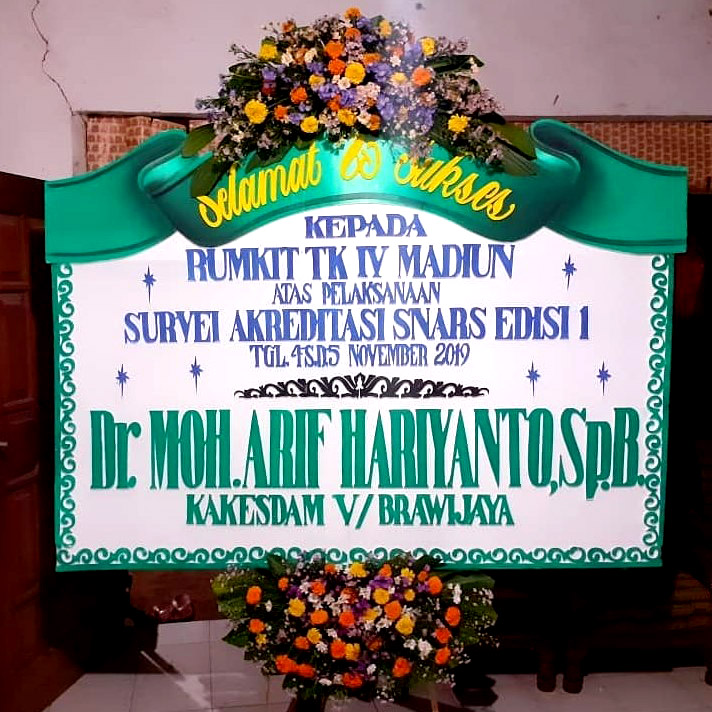 Selamat & Sukses
KEPADA
RUMKIT TK IV MADIUN
ATAS PELAKSANAAN
SURVEI AKREDITASI SNARS EDISI 1
TGL. 4 S.D.5 NOVEMBER 2019
Dr. MOH. ARIF HARIYANTO, Sp.B.
KAKESDAM V/ BRAWIJAYA